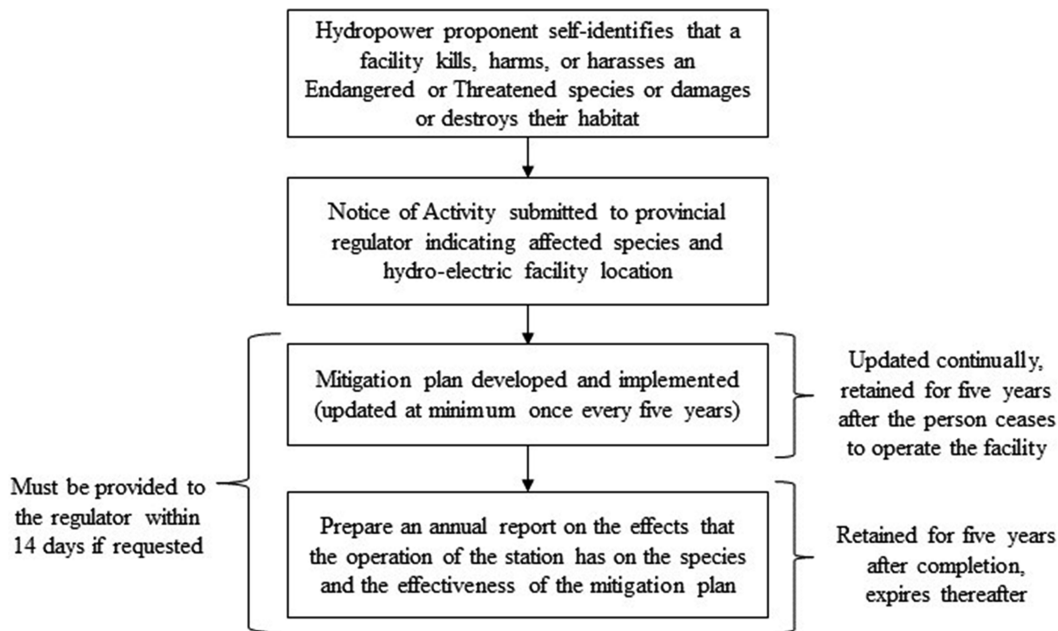 Hydropower proponent self-identifies that a
facility kills, harms, or harasses an
Endangered or Threatened species or damages
or destroys their habitat
Notice of Activity submitted to provincial
regulator indicating affected species and
hydro-electric facility location
Mitigation plan developed and implemented
(updated at minimum once every five years)
Updated continually,
retained for five years
after the person ceases
to operate the facility
Must be provided to
the regulator within
14 days if requested
Prepare an annual report on the effects that
the operation of the station has on the species
and the effectiveness of the mitigation plan
Retained for five years
after completion,
expires thereafter